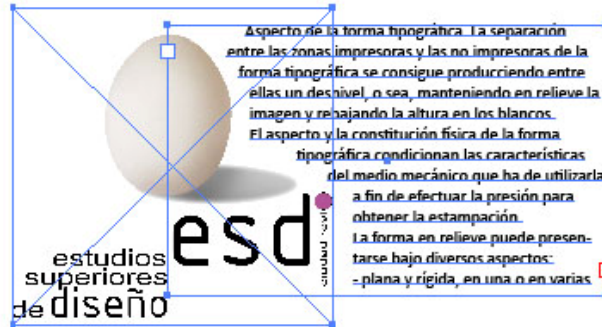 Aspecto de la forma tipográfica. La separación
entre las zonas impresoras y las no impresoras de la
forma tipográfica se consigue producciendo entre
ellas un desnivel, o sea, manteniendo en relieve la
imagen y rebajando la altura en los blancos.
El aspecto y la constitución física de la forma
tipográfica condicionan las características
del medio mecánico que ha de utilizarla
a fin de efectuar la presión para
obtener la estampación.
La forma en relieve puede presen-
tarse bajo diversos aspectos:
- plana y rígida, en una o en varias
esd
estudios
superiores
de diseño